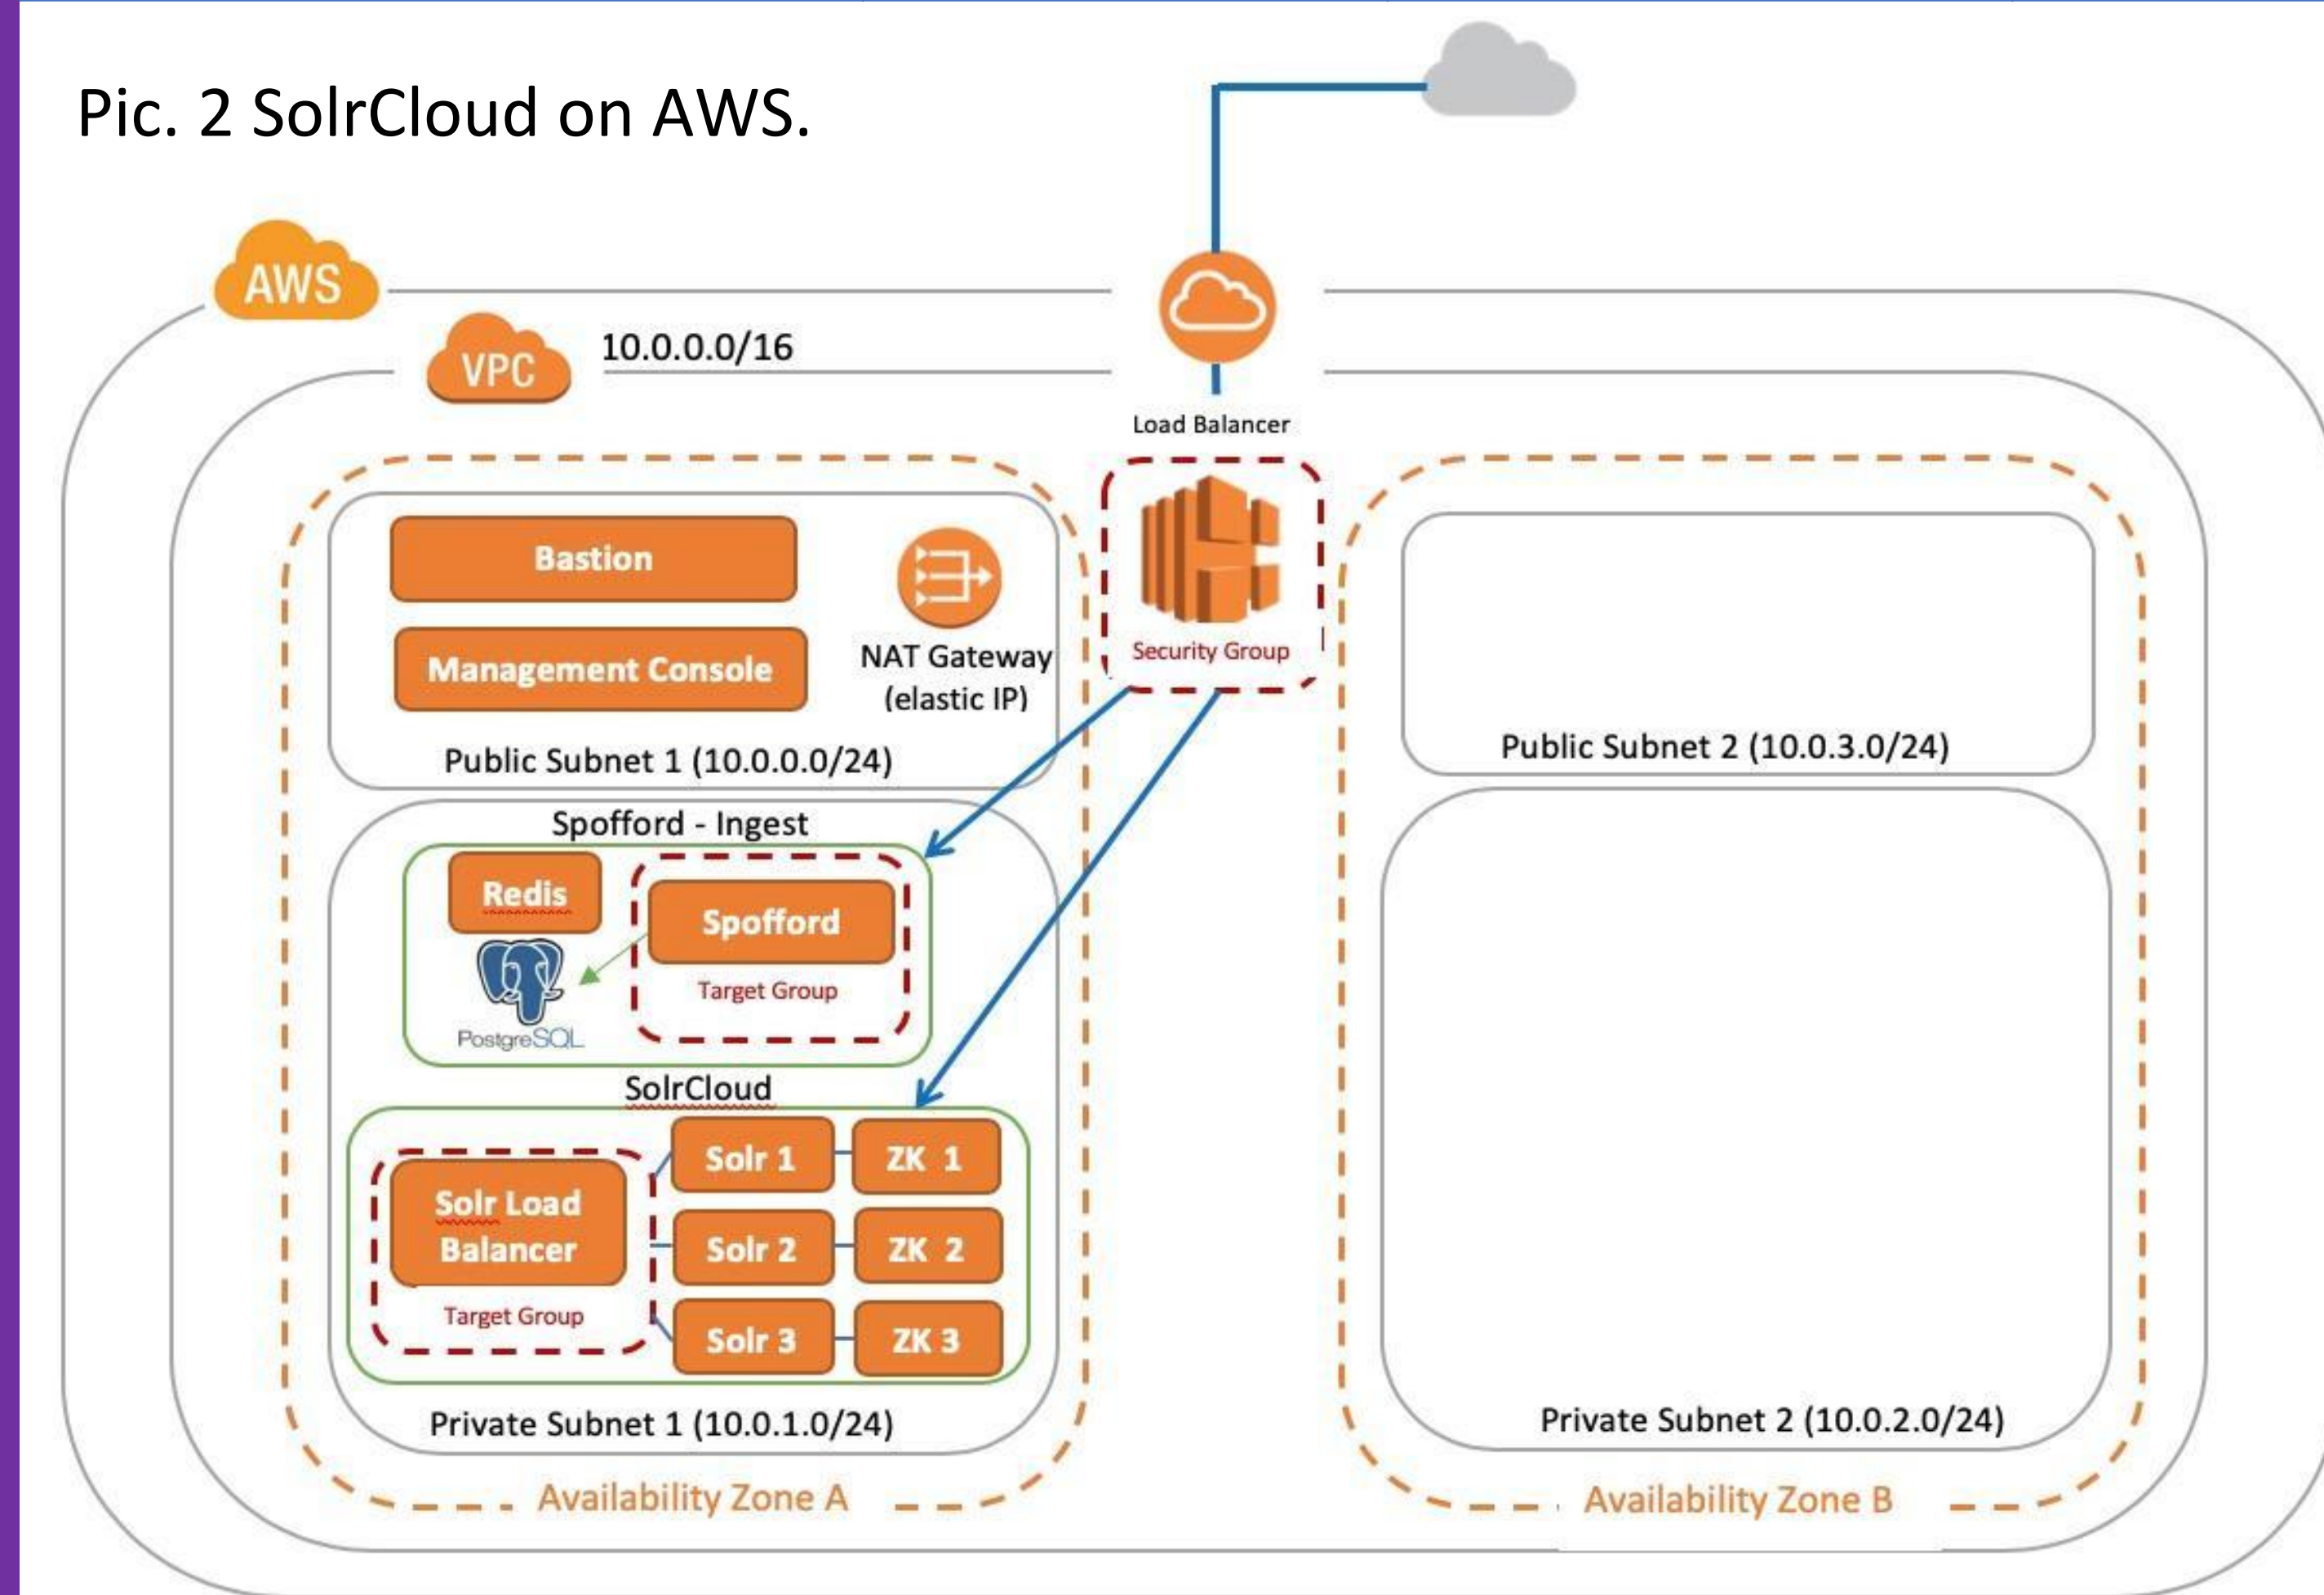 Pic. 2 SolrCloud on AWS.
AWS
VPC
10.0.0.0/16
Load Balancer
Security Group
Bastion
Management Console
NAT Gateway
(elastic IP)
Public Subnet 1 (10.0.0.0/24)
Spofford - Ingest
Redis
Spofford
Target Group
PostgreSQL
SolrCloud
Solr Load
Balancer
Target Group
Solr 1
ZK 1
Solr 2
ZK 2
Solr 3
ZK 3
Private Subnet 1 (10.0.1.0/24)
Availability Zone A
Public Subnet 2 (10.0.3.0/24)
Private Subnet 2 (10.0.2.0/24)
Availability Zone B